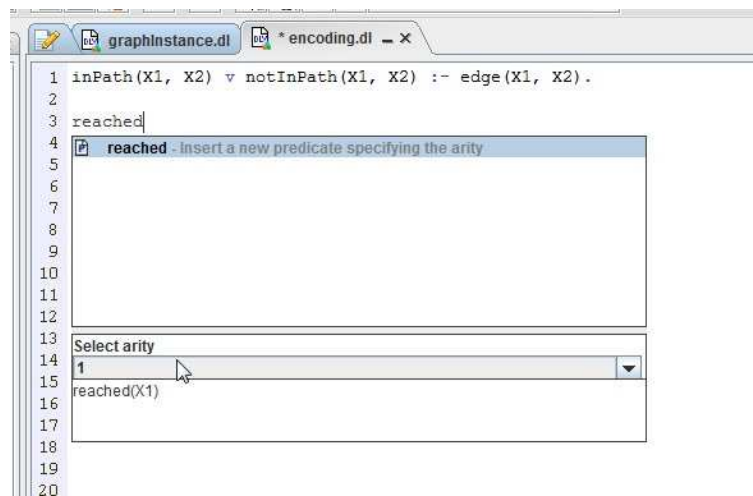 graphInstance.dl * encoding.dl
1 inPath(X1, X2) v notInPath(X1, X2) :- edge(X1, X2).
2
3 reached
4 reached - Insert a new predicate specifying the arity
5
6
7
8
9
10
11
12
13 Select arity
14 1
15 reached(X1)
16
17
18
19
20